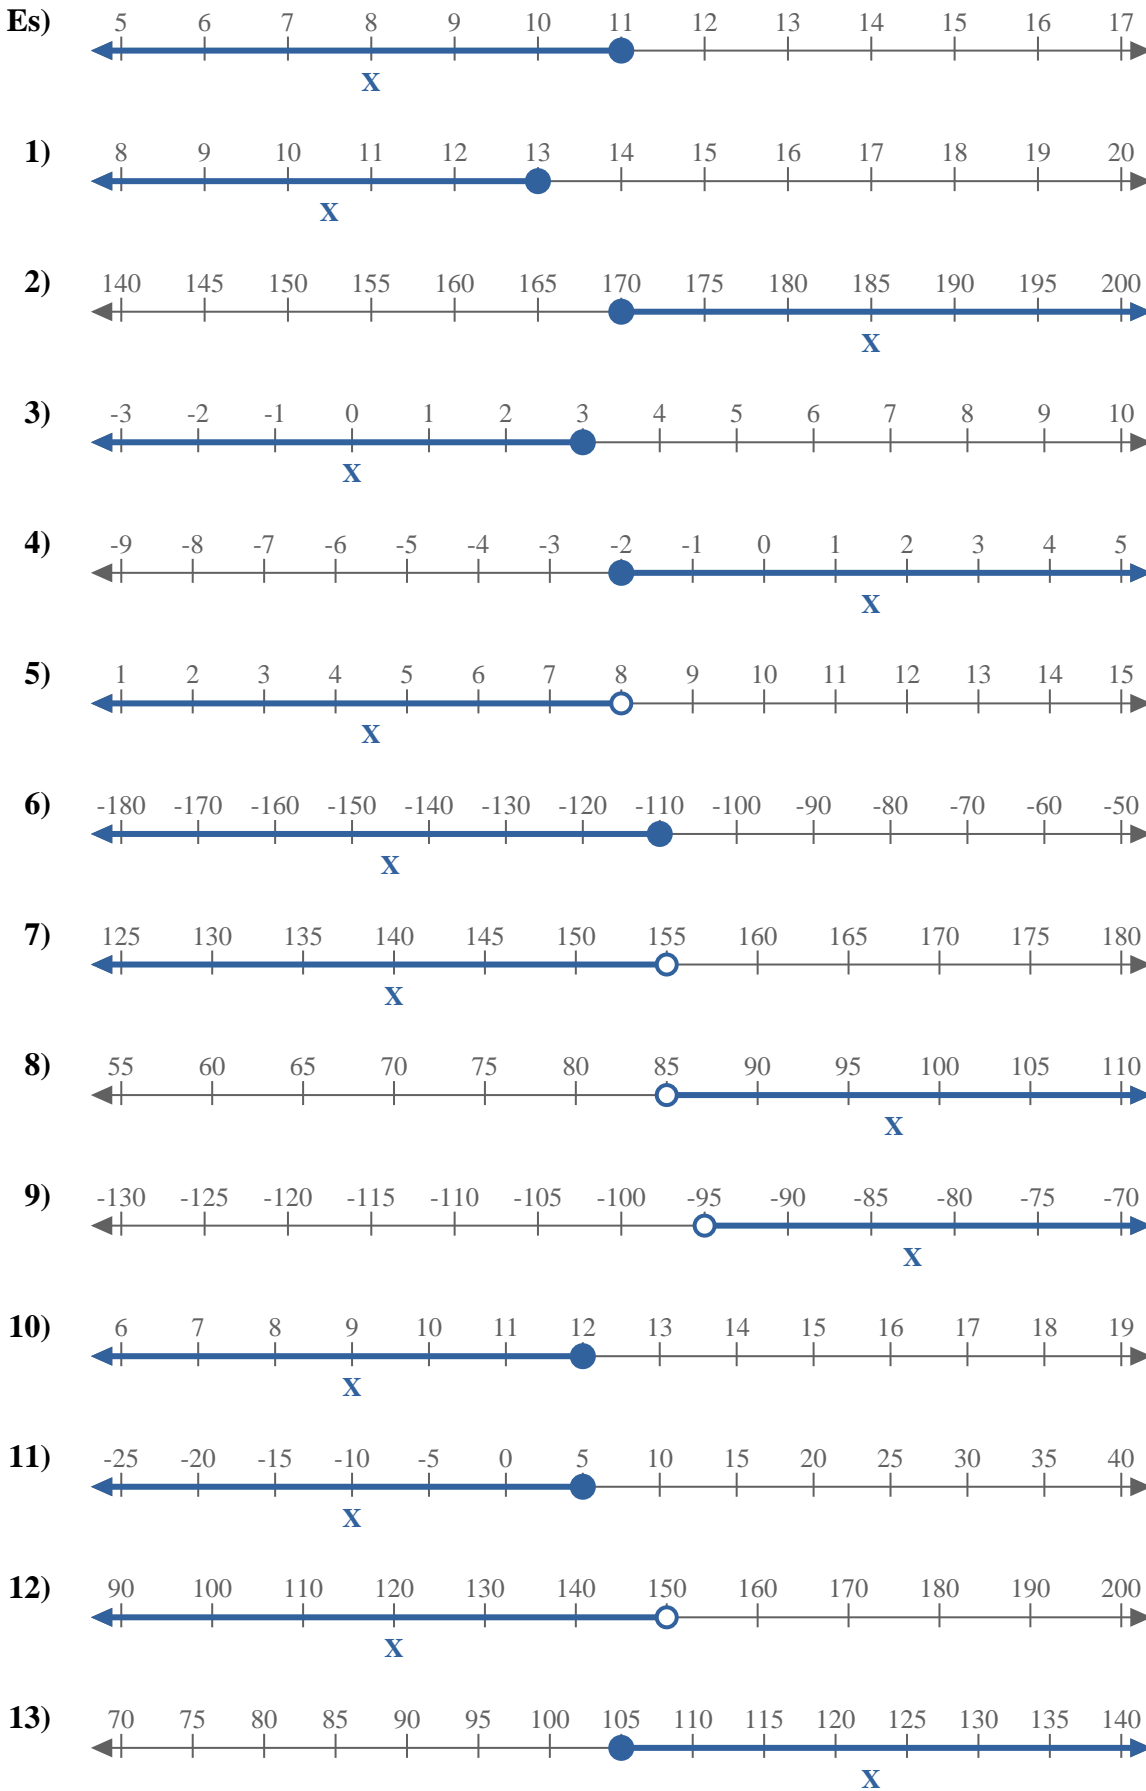 Es) 5 6 7 8 9 10 11 12 13 14 15 16 17
X
1) 8 9 10 11 12 13 14 15 16 17 18 19 20
X
2) 140 145 150 155 160 165 170 175 180 185 190 195 200
X
3) -3 -2 -1 0 1 2 3 4 5 6 7 8 9 10
X
4) -9 -8 -7 -6 -5 -4 -3 -2 -1 0 1 2 3 4 5
X
5) 1 2 3 4 5 6 7 8 9 10 11 12 13 14 15
X
6) -180 -170 -160 -150 -140 -130 -120 -110 -100 -90 -80 -70 -60 -50
X
7) 125 130 135 140 145 150 155 160 165 170 175 180
X
8) 55 60 65 70 75 80 85 90 95 100 105 110
X
9) -130 -125 -120 -115 -110 -105 -100 -95 -90 -85 -80 -75 -70
X
10) 6 7 8 9 10 11 12 13 14 15 16 17 18 19
X
11) -25 -20 -15 -10 -5 0 5 10 15 20 25 30 35 40
X
12) 90 100 110 120 130 140 150 160 170 180 190 200
X
13) 70 75 80 85 90 95 100 105 110 115 120 125 130 135 140
X